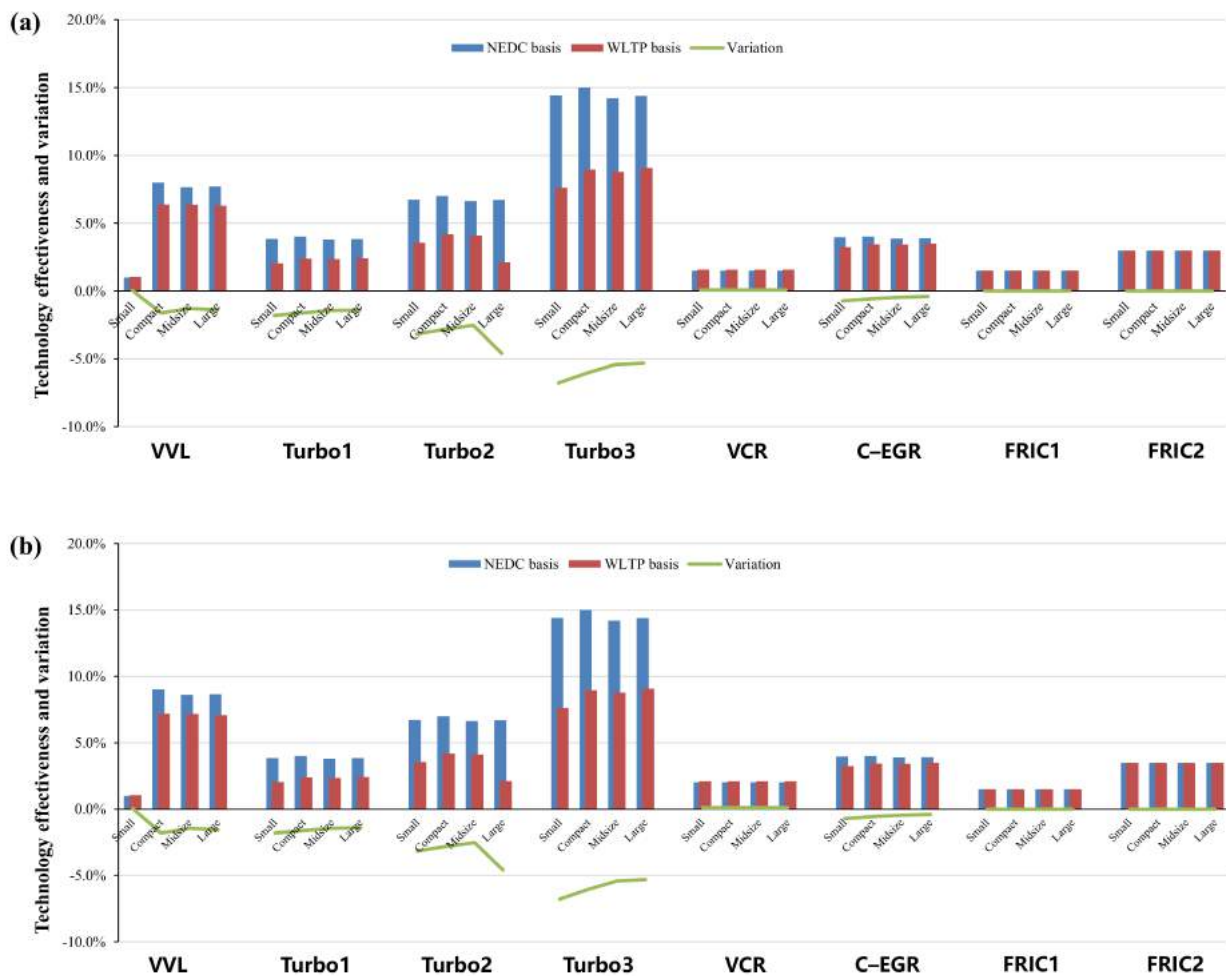 (a)
20.0%
NEDC basis WLTP basis Variation
15.0%
10.0%
5.0%
0.0%
-5.0%
-10.0%
Technology effectiveness and variation
Small Compact Midsize Large Small Compact Midsize Large Small Compact Midsize Large Small Compact Midsize Large Small Compact Midsize Large Small Compact Midsize Large Small Compact Midsize Large Small Compact Midsize Large
VVL Turbo1 Turbo2 Turbo3 VCR C–EGR FRIC1 FRIC2
(b)
20.0%
NEDC basis WLTP basis Variation
15.0%
10.0%
5.0%
0.0%
-5.0%
-10.0%
Technology effectiveness and variation
Small Compact Midsize Large Small Compact Midsize Large Small Compact Midsize Large Small Compact Midsize Large Small Compact Midsize Large Small Compact Midsize Large Small Compact Midsize Large Small Compact Midsize Large
VVL Turbo1 Turbo2 Turbo3 VCR C–EGR FRIC1 FRIC2